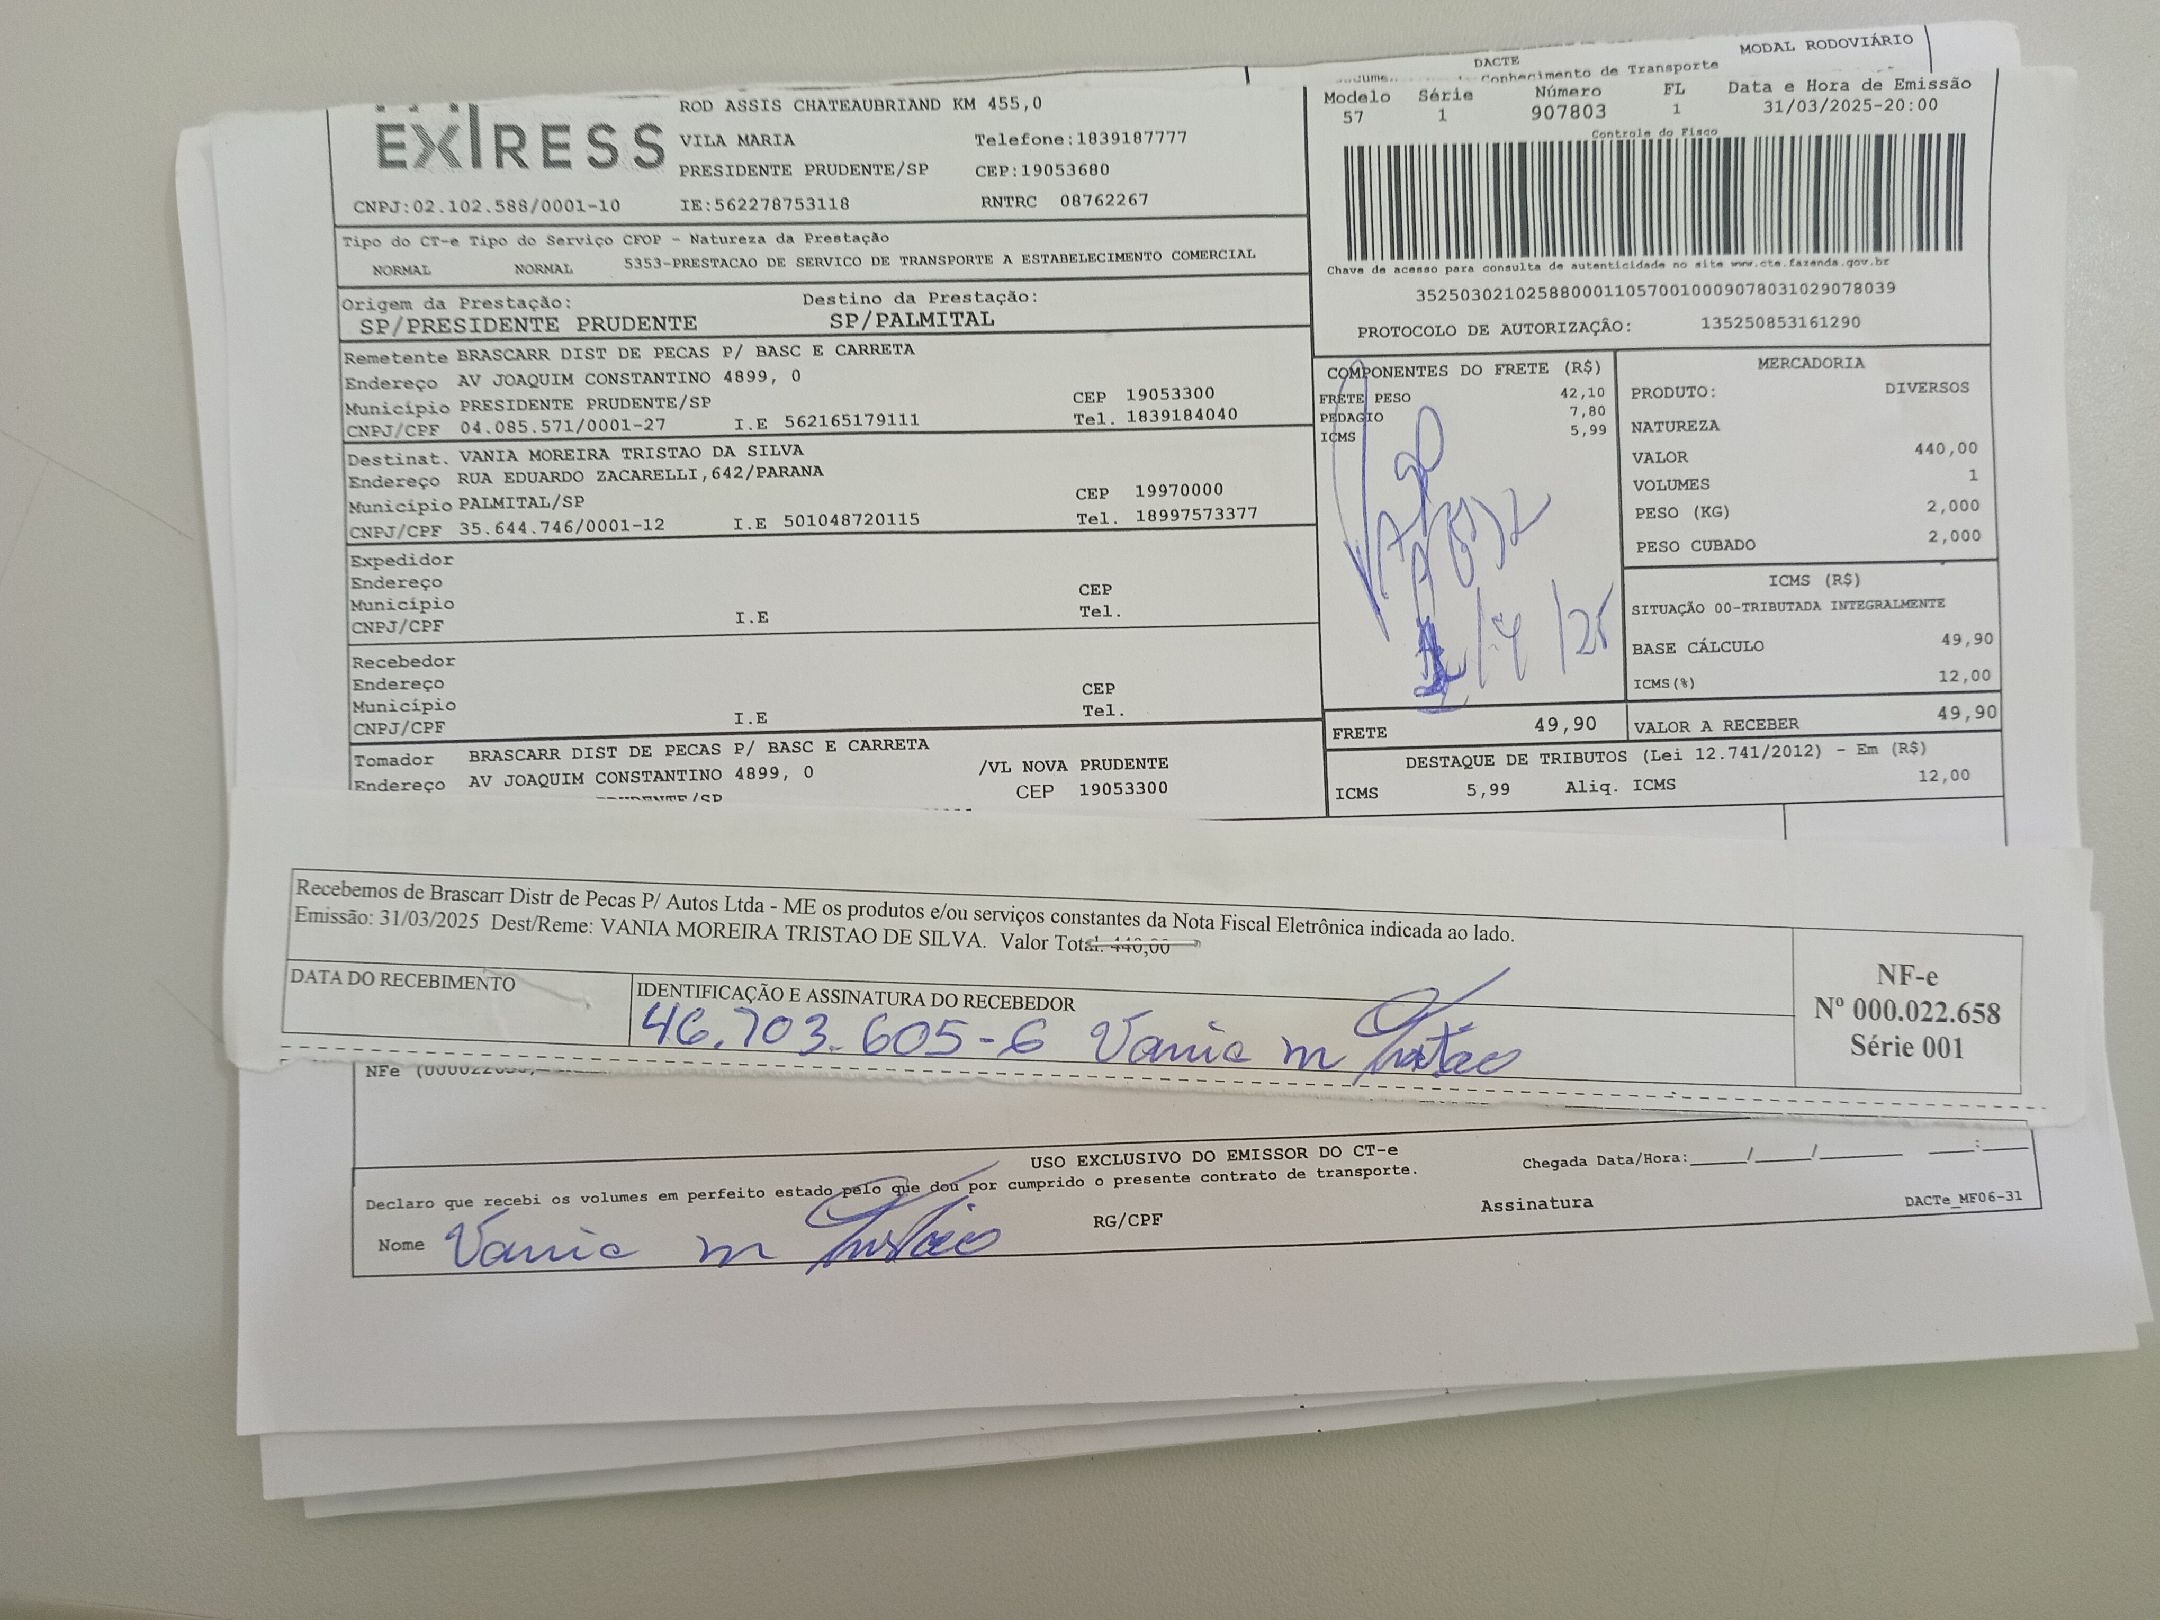 DACTE
MODAL RODOVIÁRIO
Conhecimento de Transporte
EXPRESS
ROD ASSIS CHATEAUBRIAND KM 455,0
VILA MARIA Telefone:1839187777
PRESIDENTE PRUDENTE/SP CEP:19053680
CNPJ:02.102.588/0001-10 IE:562278753118 RNTRC 08762267
Modelo Série Número FL Data e Hora de Emissão
57 1 907803 1 31/03/2025-20:00
Controle do Fisco
Chave de acesso para consulta de autenticidade no site www.cte.fazenda.gov.br
35250302102588000110570010009078031029078039
PROTOCOLO DE AUTORIZAÇÃO: 135250853161290
Tipo do CT-e Tipo do Serviço CFOP - Natureza da Prestação
NORMAL NORMAL 5353-PRESTACAO DE SERVICO DE TRANSPORTE A ESTABELECIMENTO COMERCIAL
Origem da Prestação: Destino da Prestação:
SP/PRESIDENTE PRUDENTE SP/PALMITAL
Remetente BRASCARR DIST DE PECAS P/ BASC E CARRETA
Endereço AV JOAQUIM CONSTANTINO 4899, 0
Município PRESIDENTE PRUDENTE/SP CEP 19053300
CNPJ/CPF 04.085.571/0001-27 I.E 562165179111 Tel. 1839184040
Destinat. VANIA MOREIRA TRISTAO DA SILVA
Endereço RUA EDUARDO ZACARELLI,642/PARANA
Município PALMITAL/SP CEP 19970000
CNPJ/CPF 35.644.746/0001-12 I.E 501048720115 Tel. 18997573377
Expedidor
Endereço
Município CEP
CNPJ/CPF I.E Tel.
Recebedor
Endereço
Município CEP
CNPJ/CPF I.E Tel.
Tomador BRASCARR DIST DE PECAS P/ BASC E CARRETA
Endereço AV JOAQUIM CONSTANTINO 4899, 0 /VL NOVA PRUDENTE
CEP 19053300
COMPONENTES DO FRETE (R$)
FRETE PESO 42,10
PEDAGIO 7,80
ICMS 5,99
/4/25
FRETE 49,90
MERCADORIA
PRODUTO: DIVERSOS
NATUREZA
VALOR 440,00
VOLUMES 1
PESO (KG) 2,000
PESO CUBADO 2,000
ICMS (R$)
SITUAÇÃO 00-TRIBUTADA INTEGRALMENTE
BASE CÁLCULO 49,90
ICMS(%) 12,00
VALOR A RECEBER 49,90
DESTAQUE DE TRIBUTOS (Lei 12.741/2012) - Em (R$)
ICMS 5,99 Aliq. ICMS 12,00
Recebemos de Brascarr Distr de Pecas P/ Autos Ltda - ME os produtos e/ou serviços constantes da Nota Fiscal Eletrônica indicada ao lado.
Emissão: 31/03/2025 Dest/Reme: VANIA MOREIRA TRISTAO DE SILVA. Valor Total: 440,00
DATA DO RECEBIMENTO
IDENTIFICAÇÃO E ASSINATURA DO RECEBEDOR
46.703.605-6 Vania m Tristão
NF-e
Nº 000.022.658
Série 001
NFe
USO EXCLUSIVO DO EMISSOR DO CT-e
Declaro que recebi os volumes em perfeito estado pelo que dou por cumprido o presente contrato de transporte.
Chegada Data/Hora:_____/_____/_______ ____:____
Nome Vania m Tristão RG/CPF Assinatura DACTe_MF06-31